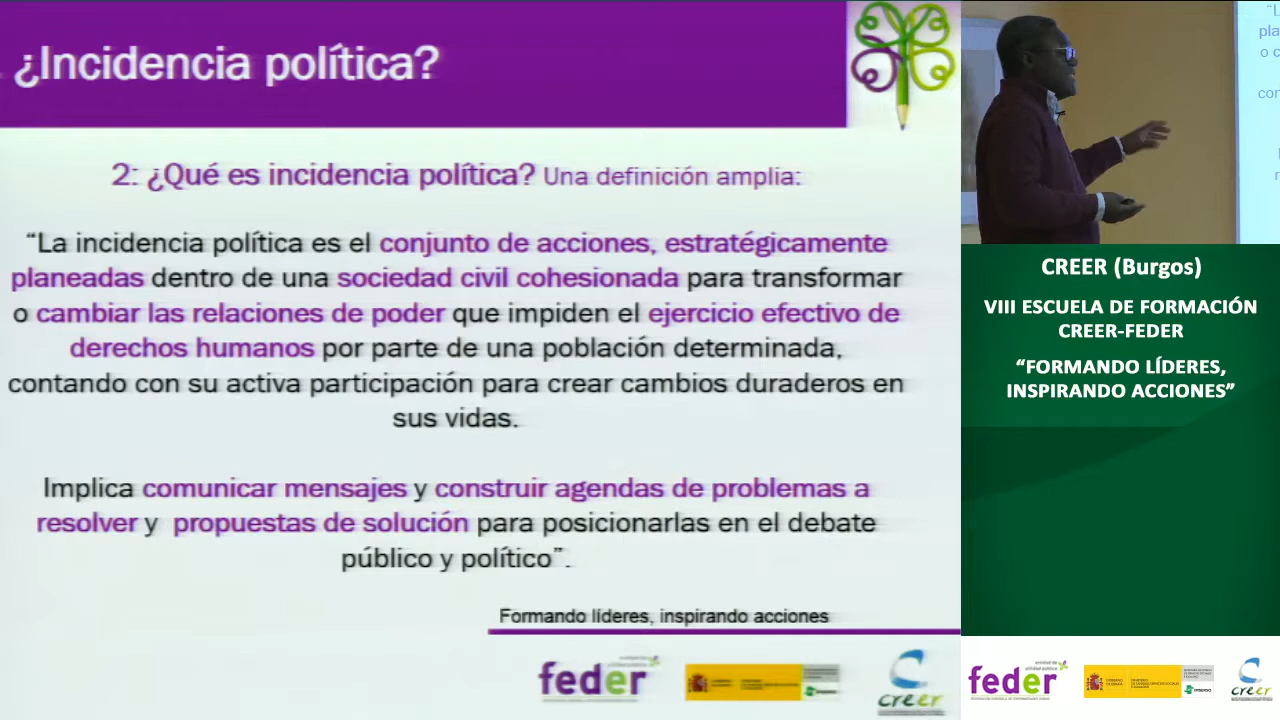 ¿Incidencia política?
2: ¿Qué es incidencia política? Una definición amplia:
“La incidencia política es el conjunto de acciones, estratégicamente
planeadas dentro de una sociedad civil cohesionada para transformar
o cambiar las relaciones de poder que impiden el ejercicio efectivo de
derechos humanos por parte de una población determinada,
contando con su activa participación para crear cambios duraderos en
sus vidas.
Implica comunicar mensajes y construir agendas de problemas a
resolver y propuestas de solución para posicionarlas en el debate
público y político”.
Formando líderes, inspirando acciones
feder
creer
CREER (Burgos)
VIII ESCUELA DE FORMACIÓN
CREER-FEDER
“FORMANDO LÍDERES,
INSPIRANDO ACCIONES”
feder
imserso
creer